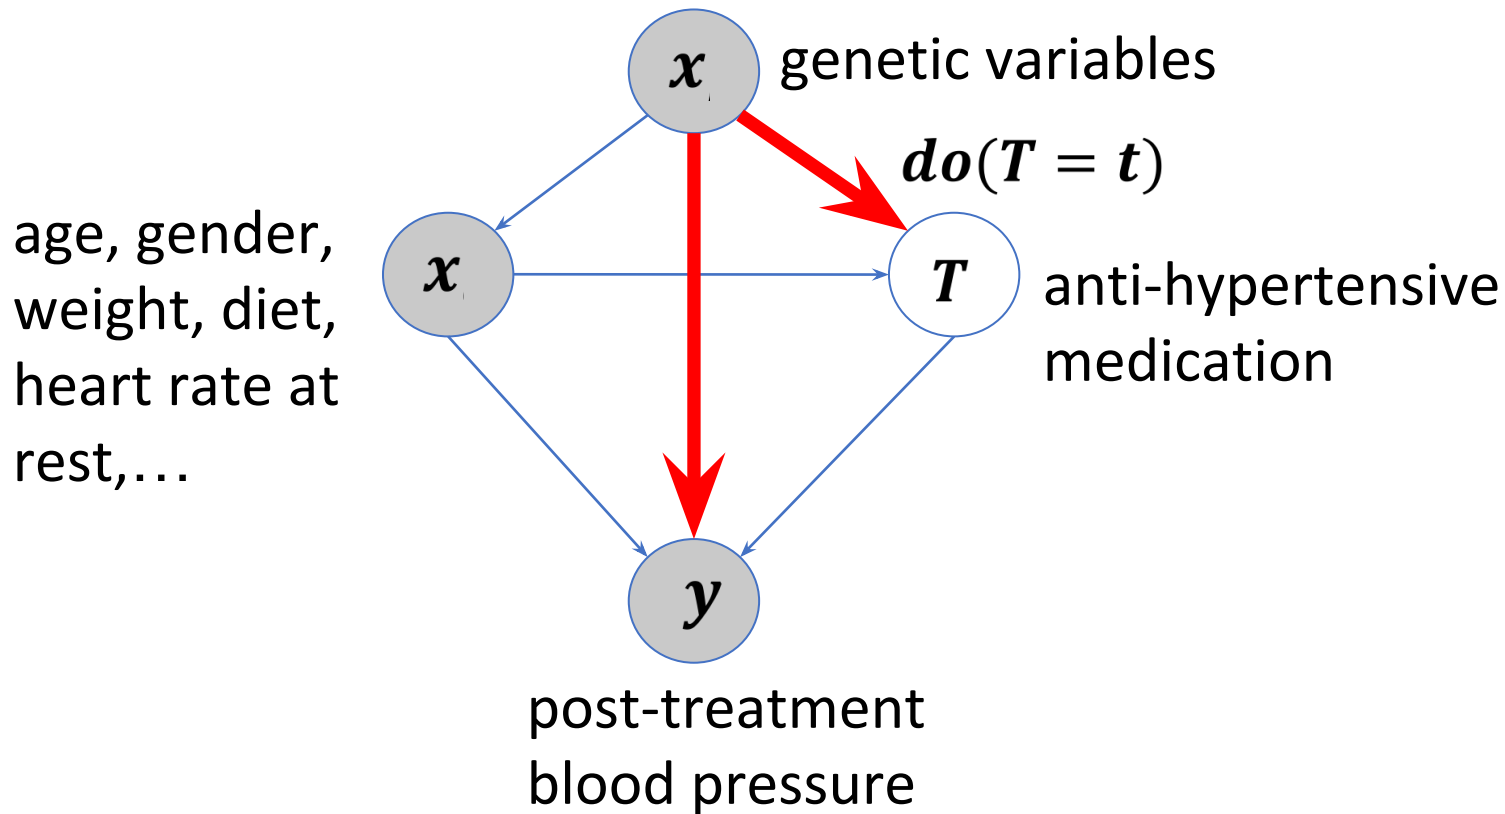 x
genetic variables
do(T = t)
age, gender,
weight, diet,
heart rate at
rest,...
x
T
anti-hypertensive
medication
y
post-treatment
blood pressure